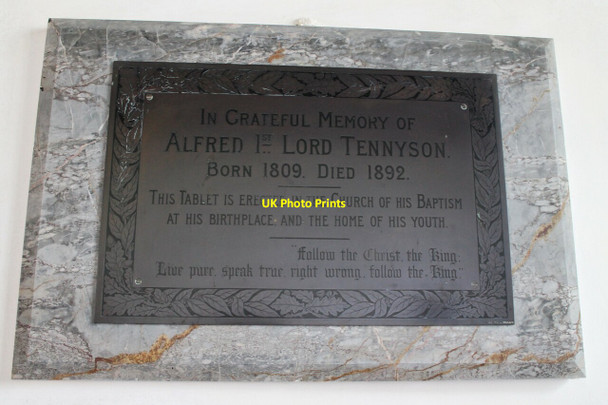 In Grateful Memory of
Alfred 1st Lord Tennyson.
Born 1809. Died 1892.
This Tablet is ere Church of his Baptism
at his birthplace and the home of his youth.
"Follow the Christ, the King,
Live pure, speak true, right wrong, follow the King."
UK Photo Prints